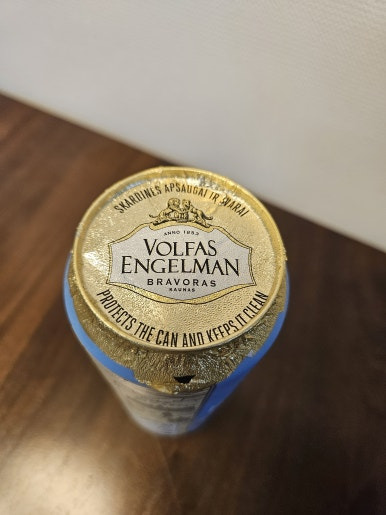 SKARDINĖS APSAUGAI IR ŠVARAI
ANNO 1853
VOLFAS
ENGELMAN
BRAVORAS
KAUNAS
PROTECTS THE CAN AND KEEPS IT CLEAN